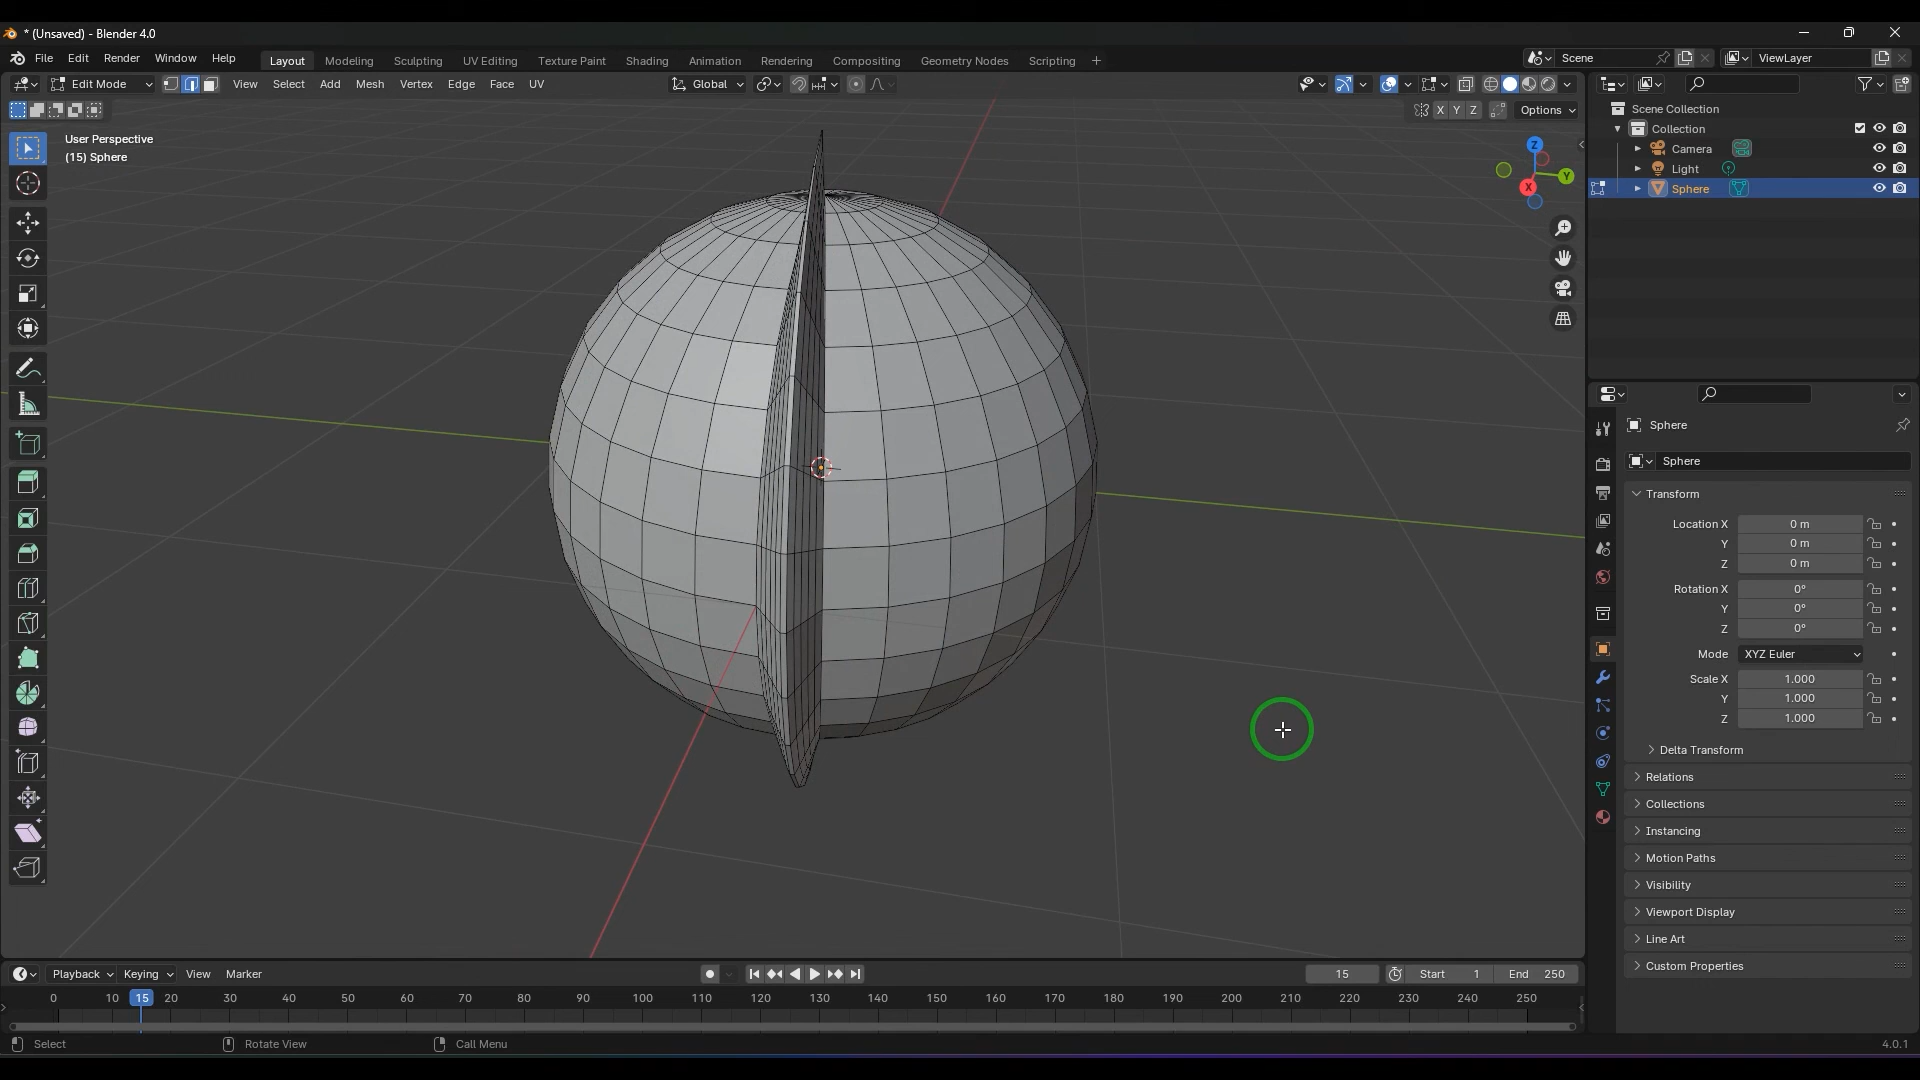 * (Unsaved) - Blender 4.0
File Edit Render Window Help Layout Modeling Sculpting UV Editing Texture Paint Shading Animation Rendering Compositing Geometry Nodes Scripting + Scene ViewLayer
Edit Mode View Select Add Mesh Vertex Edge Face UV Global
X Y Z Options
User Perspective
(15) Sphere
Z
Y
X
Scene Collection
Collection
Camera
Light
Sphere
Sphere
Sphere
Transform
Location X 0 m
Y 0 m
Z 0 m
Rotation X 0°
Y 0°
Z 0°
Mode XYZ Euler
Scale X 1.000
Y 1.000
Z 1.000
Delta Transform
Relations
Collections
Instancing
Motion Paths
Visibility
Viewport Display
Line Art
Custom Properties
Playback Keying View Marker 15 Start 1 End 250
0 10 15 20 30 40 50 60 70 80 90 100 110 120 130 140 150 160 170 180 190 200 210 220 230 240 250
Select Rotate View Call Menu 4.0.1